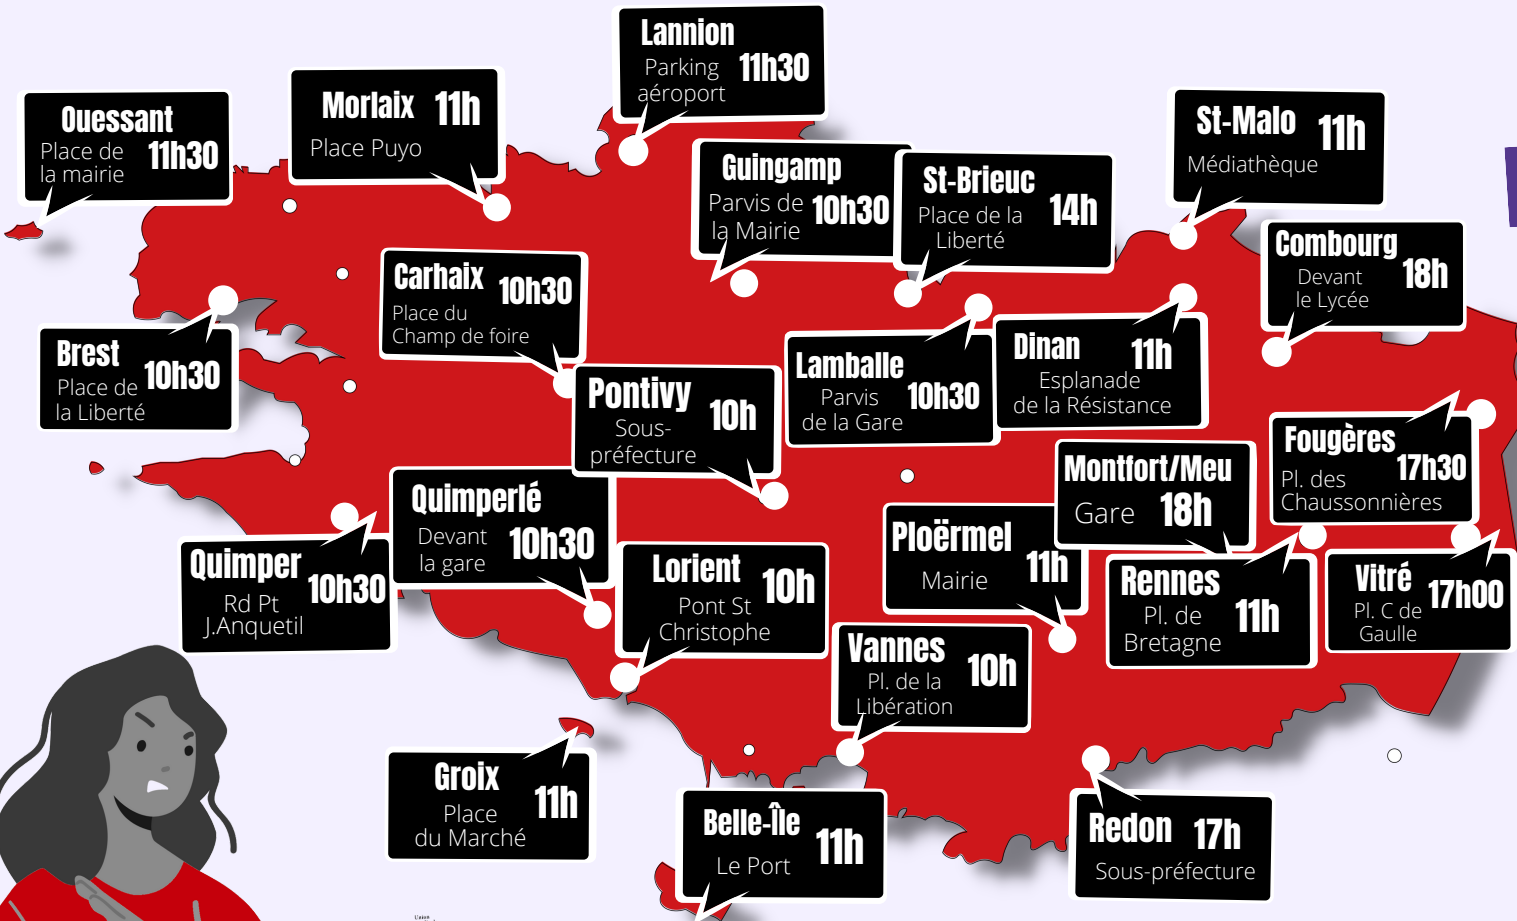 Lannion
Parking
aéroport
11h30
Ouessant
Place de
la mairie
11h30
Morlaix
11h
Place Puyo
St-Malo
11h
Médiathèque
Guingamp
Parvis de
la Mairie
10h30
St-Brieuc
Place de la
Liberté
14h
Combourg
Devant
le Lycée
18h
Carhaix
10h30
Place du
Champ de foire
Brest
Place de
la Liberté
10h30
Pontivy
Sous-
préfecture
10h
Lamballe
Parvis
de la Gare
10h30
Dinan
11h
Esplanade
de la Résistance
Fougères
17h30
Pl. des
Chaussonnières
Montfort/Meu
Gare
18h
Quimperlé
Devant
la gare
10h30
Quimper
Rd Pt
J.Anquetil
10h30
Lorient
Pont St
Christophe
10h
Ploërmel
Mairie
11h
Rennes
Pl. de
Bretagne
11h
Vitré
Pl. C de
Gaulle
17h00
Vannes
Pl. de la
Libération
10h
Groix
Place
du Marché
11h
Belle-Île
Le Port
11h
Redon
17h
Sous-préfecture